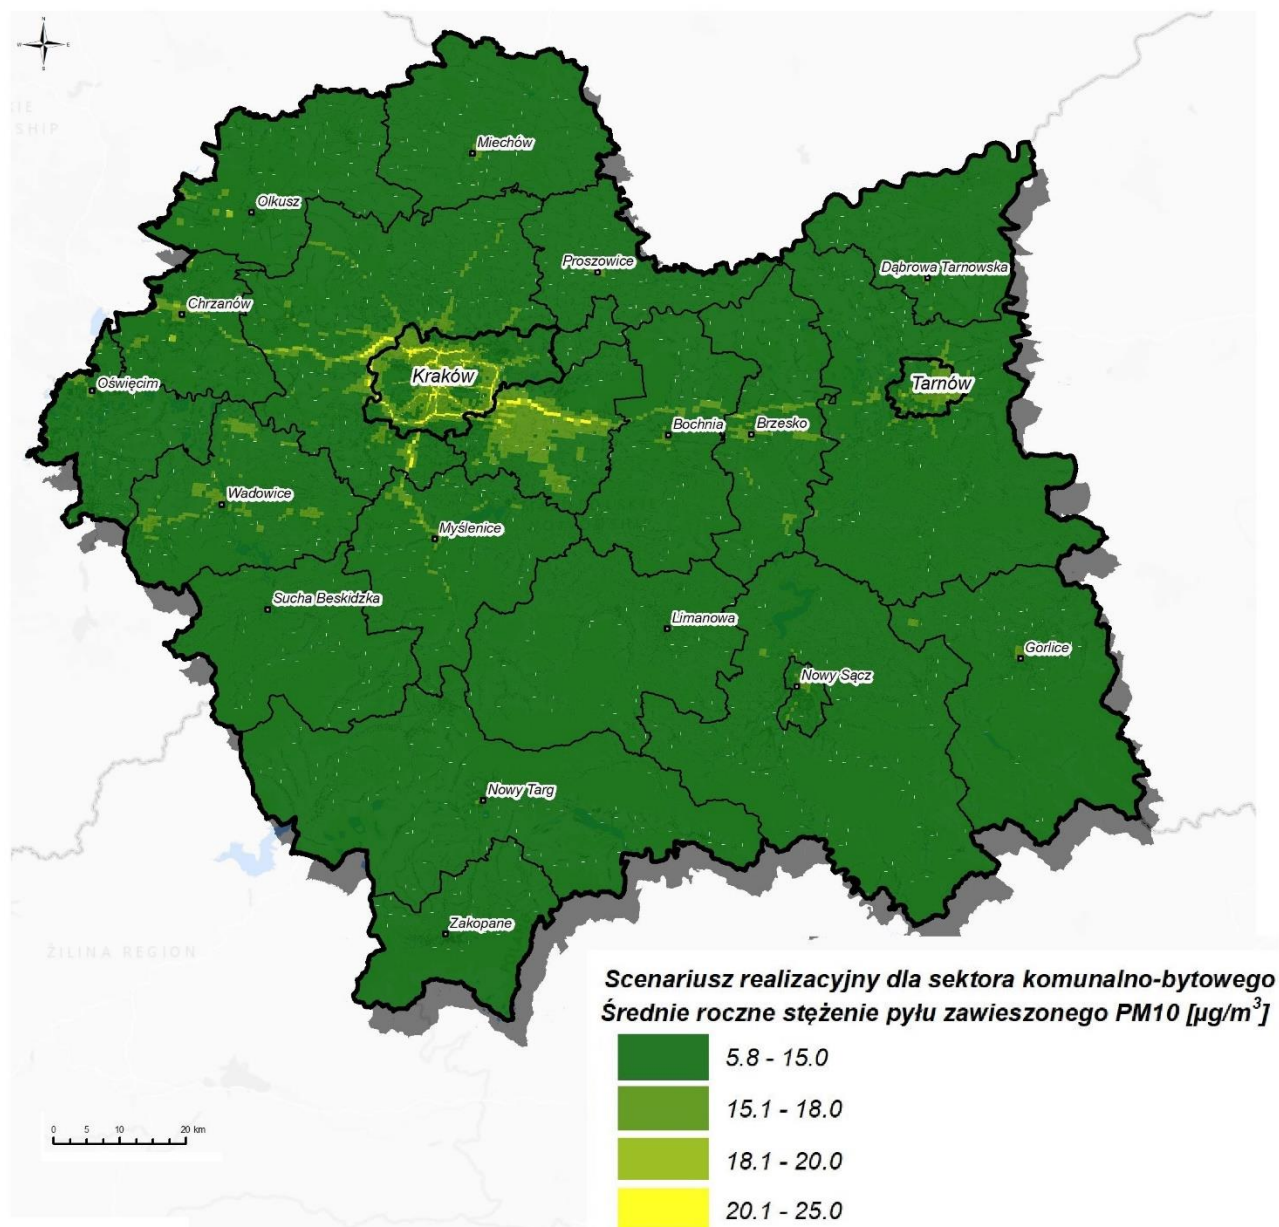 N
W E
S
KIE
SHIP
Miechów
Olkusz
Proszowice
Dąbrowa Tarnowska
Chrzanów
Oświęcim
Kraków
Tarnów
Bochnia
Brzesko
Wadowice
Myślenice
Sucha Beskidzka
Limanowa
Gorlice
Nowy Sącz
Nowy Targ
Zakopane
ŽILINA REGION
Scenariusz realizacyjny dla sektora komunalno-bytowego
Średnie roczne stężenie pyłu zawieszonego PM10 [µg/m³]
5.8 - 15.0
15.1 - 18.0
18.1 - 20.0
20.1 - 25.0
0 5 10 20 km